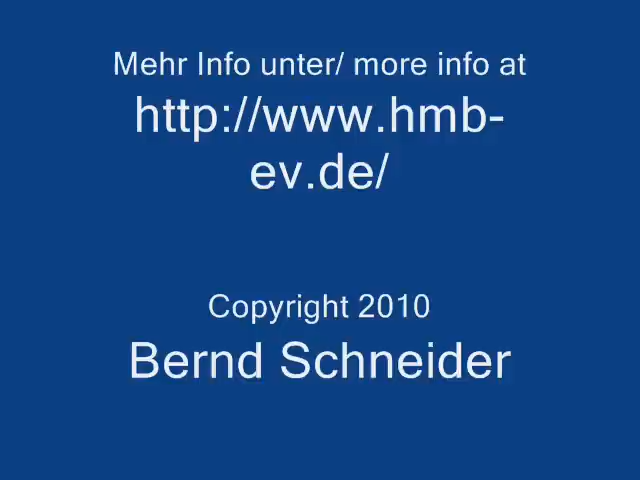 Mehr Info unter/ more info at
http://www.hmb-
ev.de/
Copyright 2010
Bernd Schneider